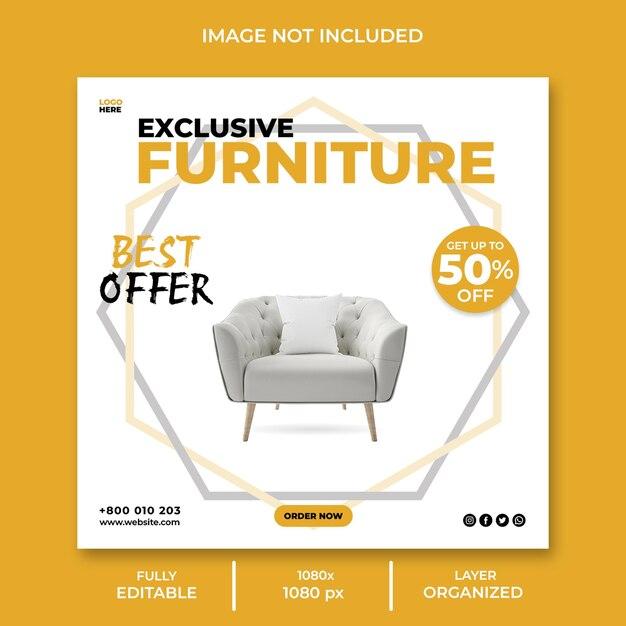 IMAGE NOT INCLUDED
LOGO
HERE
EXCLUSIVE
FURNITURE
BEST
OFFER
GET UP TO
50%
OFF
+800 010 203
www.website.com
ORDER NOW
FULLY
EDITABLE
1080x
1080 px
LAYER
ORGANIZED